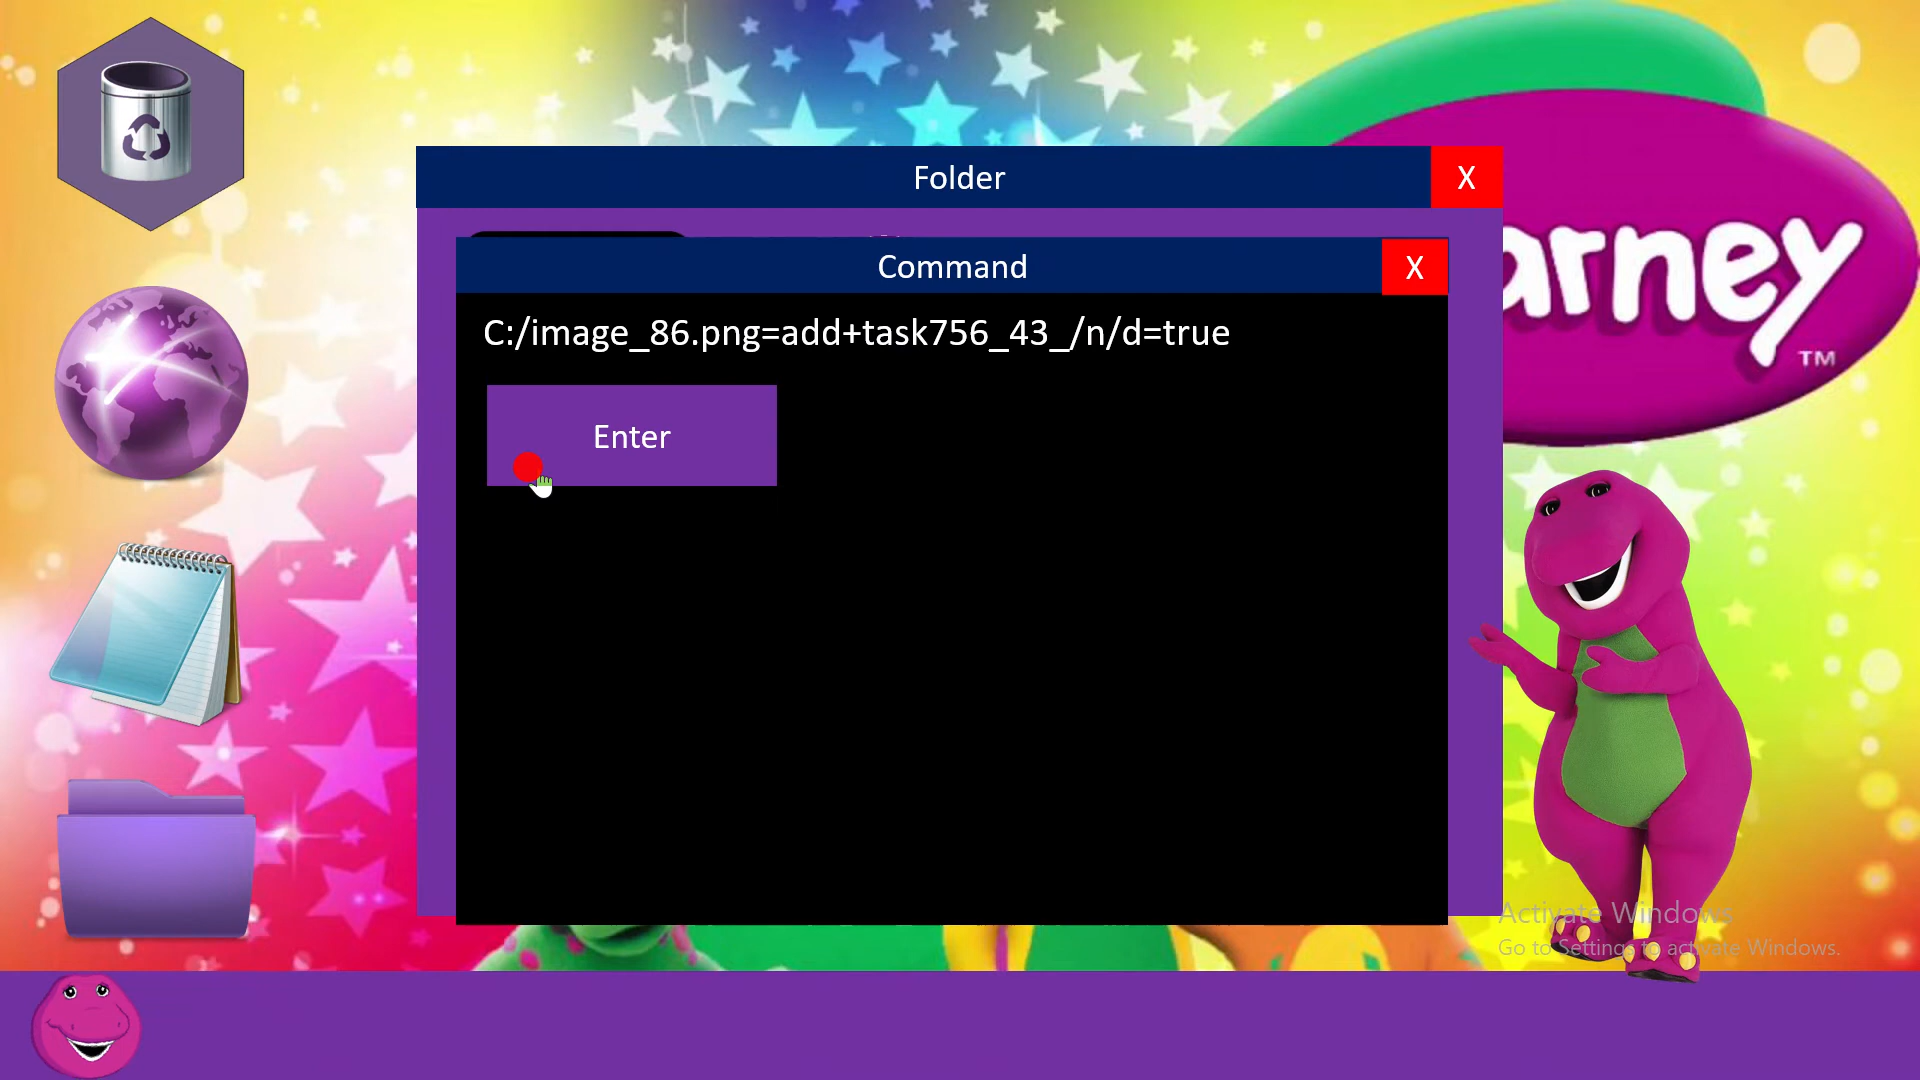 Folder
X
Command
X
C:/image_86.png=add+task756_43_/n/d=true
Enter
arney
TM
Activate Windows
Go to Settings to activate Windows.